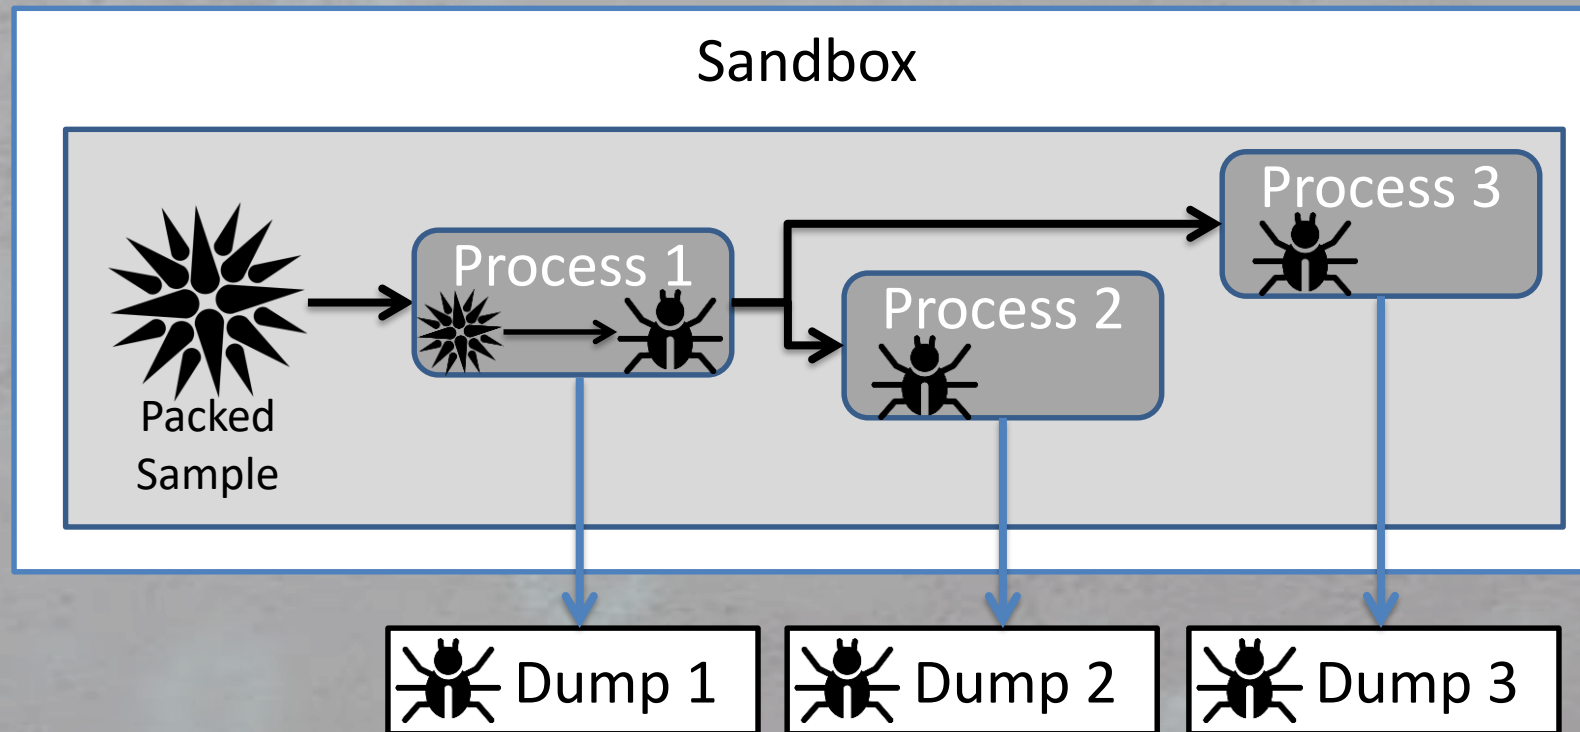 Sandbox
Process 3
Process 1
Process 2
Packed
Sample
Dump 1
Dump 2
Dump 3